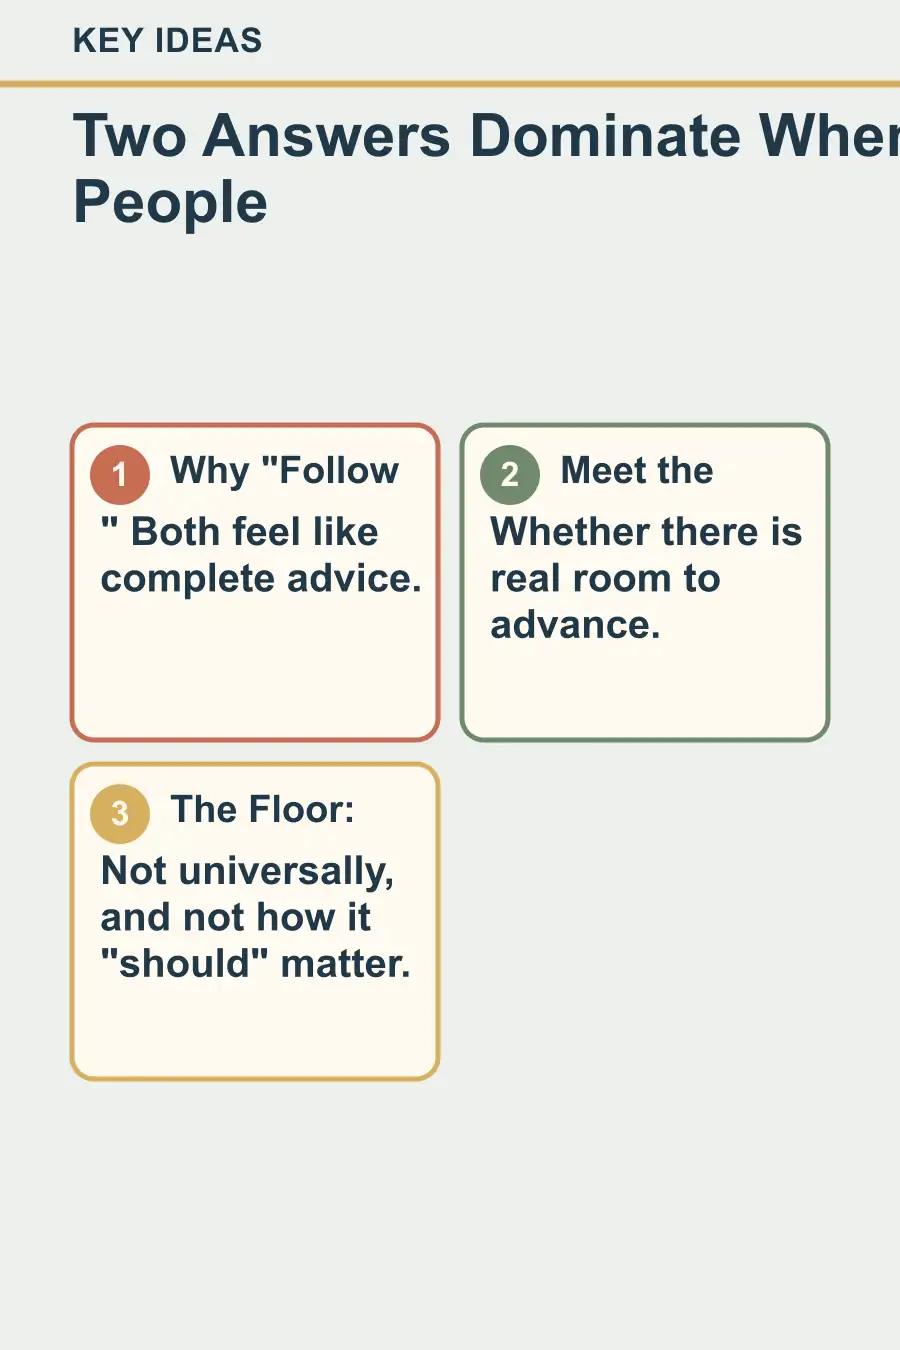 KEY IDEAS
Two Answers Dominate When
People
1
Why "Follow
" Both feel like
complete advice.
2
Meet the
Whether there is
real room to
advance.
3
The Floor:
Not universally,
and not how it
"should" matter.